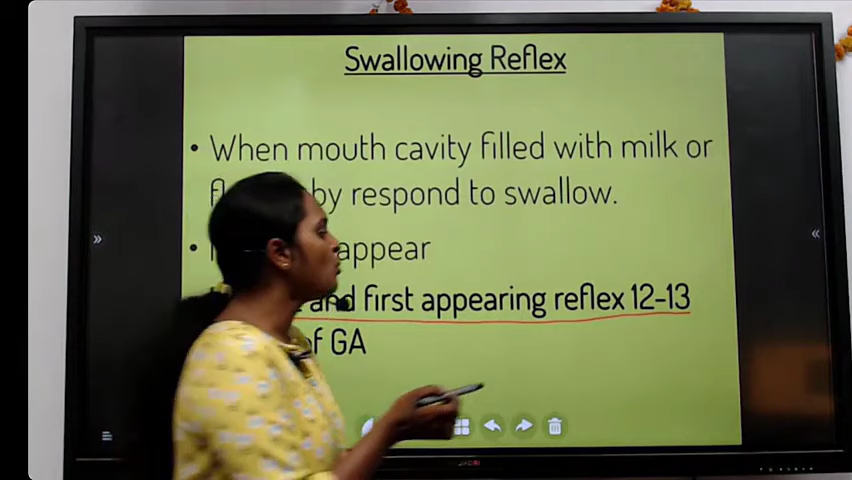 Swallowing Reflex
• When mouth cavity filled with milk or
by respond to swallow.
• appear
and first appearing reflex 12-13
of GA